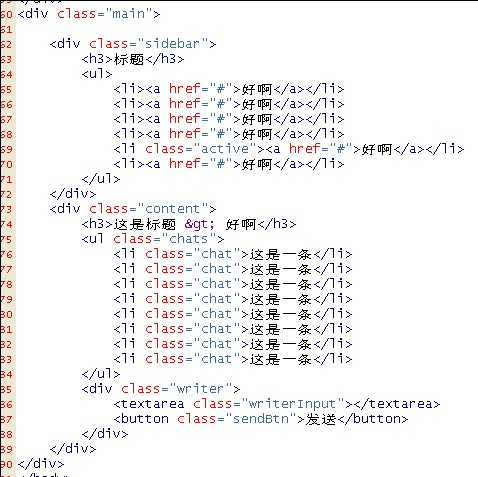 60 <div class="main">
61
62 <div class="sidebar">
63 <h3>标题</h3>
64 <ul>
65 <li><a href="#">好啊</a></li>
66 <li><a href="#">好啊</a></li>
67 <li><a href="#">好啊</a></li>
68 <li><a href="#">好啊</a></li>
69 <li class="active"><a href="#">好啊</a></li>
70 <li><a href="#">好啊</a></li>
71 </ul>
72 </div>
73 <div class="content">
74 <h3>这是标题 &gt; 好啊</h3>
75 <ul class="chats">
76 <li class="chat">这是一条</li>
77 <li class="chat">这是一条</li>
78 <li class="chat">这是一条</li>
79 <li class="chat">这是一条</li>
80 <li class="chat">这是一条</li>
81 <li class="chat">这是一条</li>
82 <li class="chat">这是一条</li>
83 <li class="chat">这是一条</li>
84 </ul>
85 <div class="writer">
86 <textarea class="writerInput"></textarea>
87 <button class="sendBtn">发送</button>
88 </div>
89 </div>
90 </div>